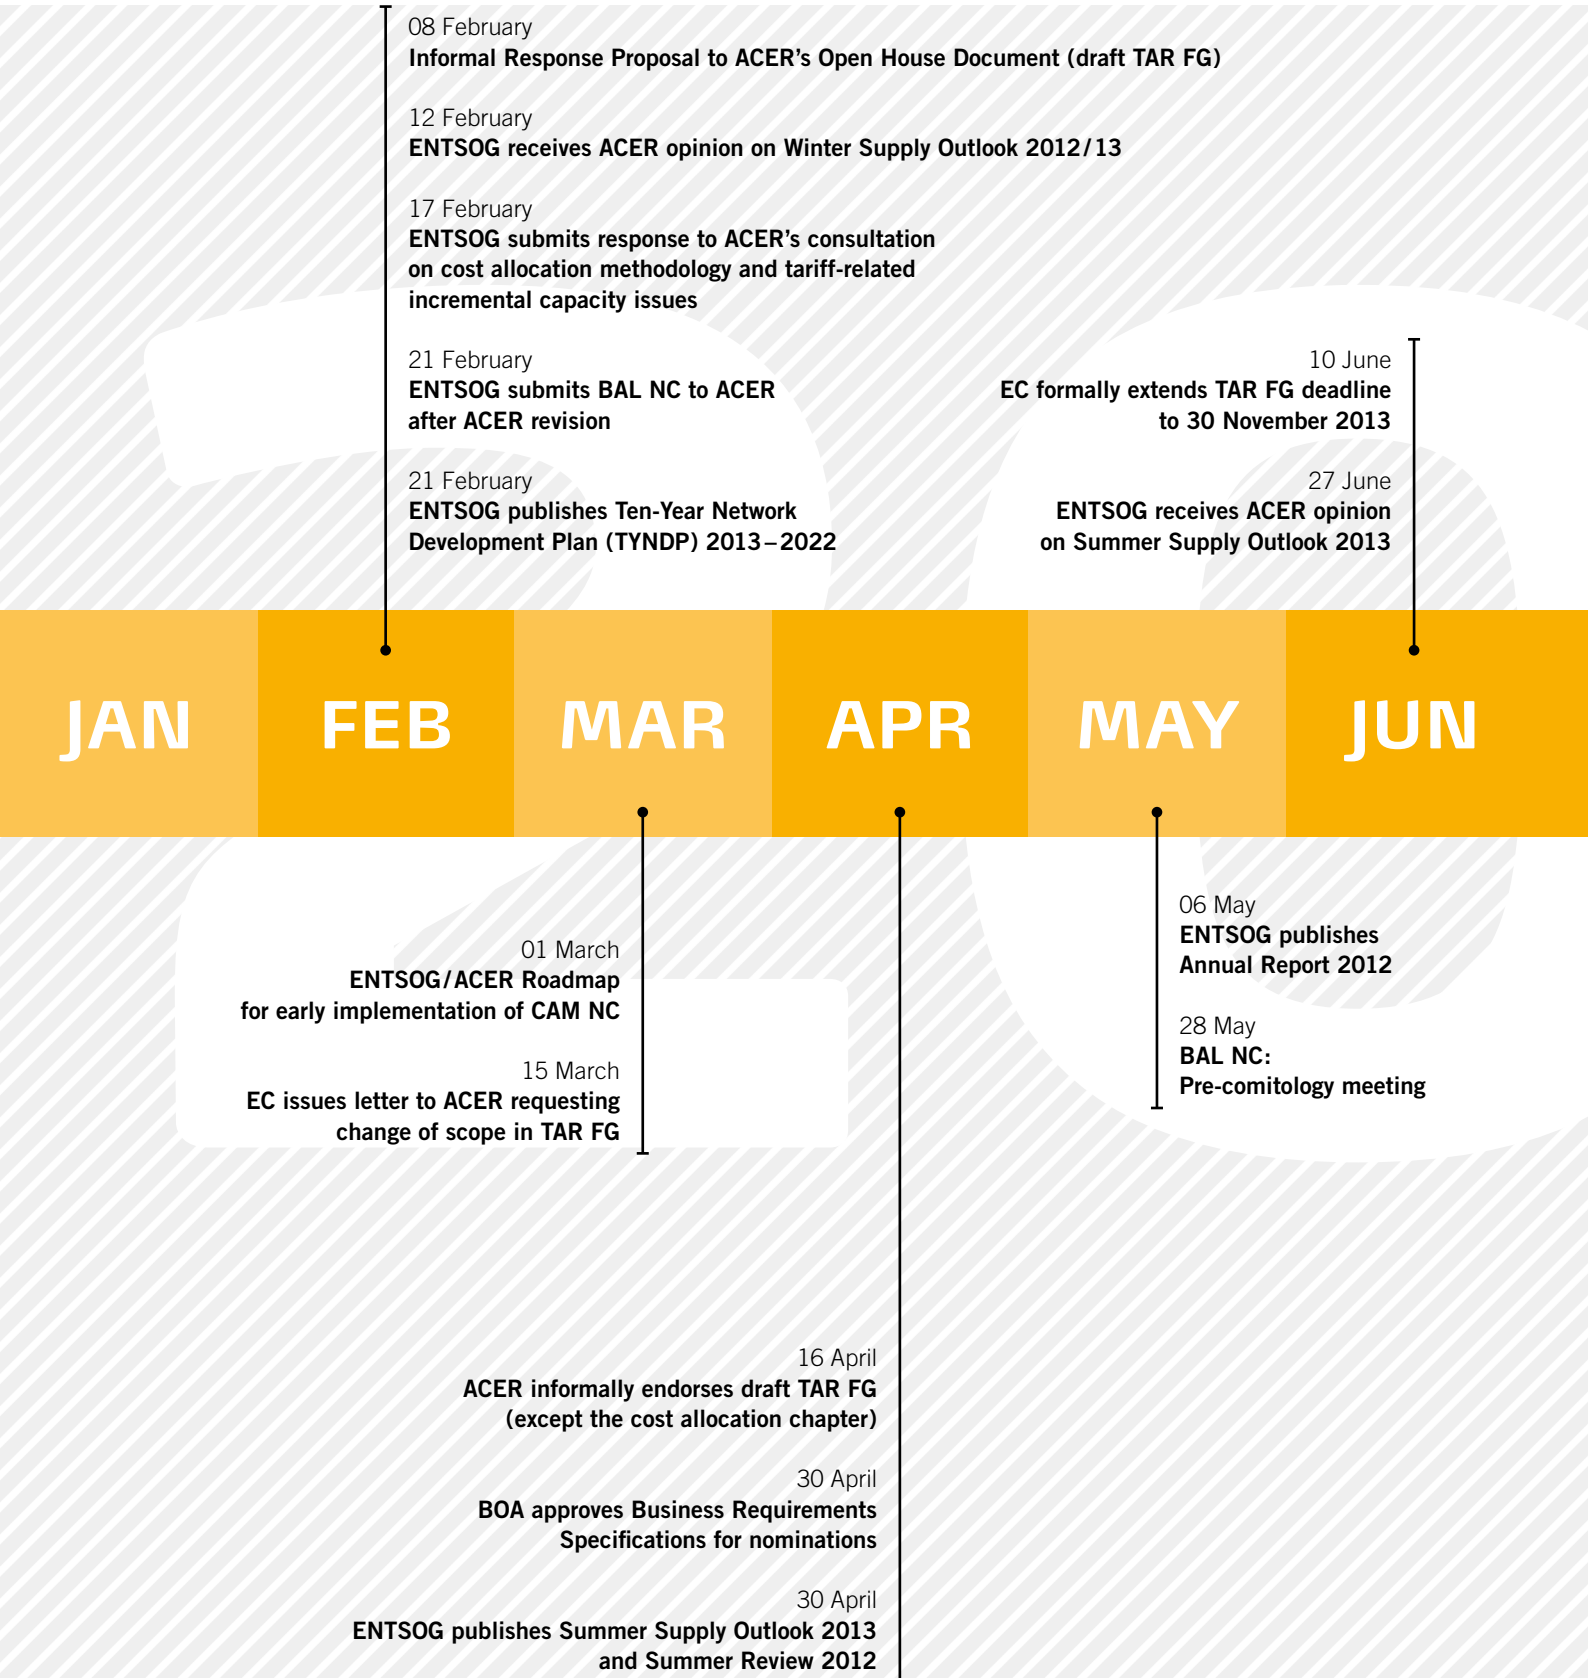 08 February
Informal Response Proposal to ACER’s Open House Document (draft TAR FG)
12 February
ENTSOG receives ACER opinion on Winter Supply Outlook 2012/13
17 February
ENTSOG submits response to ACER’s consultation
on cost allocation methodology and tariff-related
incremental capacity issues
21 February
ENTSOG submits BAL NC to ACER
after ACER revision
21 February
ENTSOG publishes Ten-Year Network
Development Plan (TYNDP) 2013–2022
10 June
EC formally extends TAR FG deadline
to 30 November 2013
27 June
ENTSOG receives ACER opinion
on Summer Supply Outlook 2013
JAN FEB MAR APR MAY JUN
01 March
ENTSOG/ACER Roadmap
for early implementation of CAM NC
15 March
EC issues letter to ACER requesting
change of scope in TAR FG
06 May
ENTSOG publishes
Annual Report 2012
28 May
BAL NC:
Pre-comitology meeting
16 April
ACER informally endorses draft TAR FG
(except the cost allocation chapter)
30 April
BOA approves Business Requirements
Specifications for nominations
30 April
ENTSOG publishes Summer Supply Outlook 2013
and Summer Review 2012